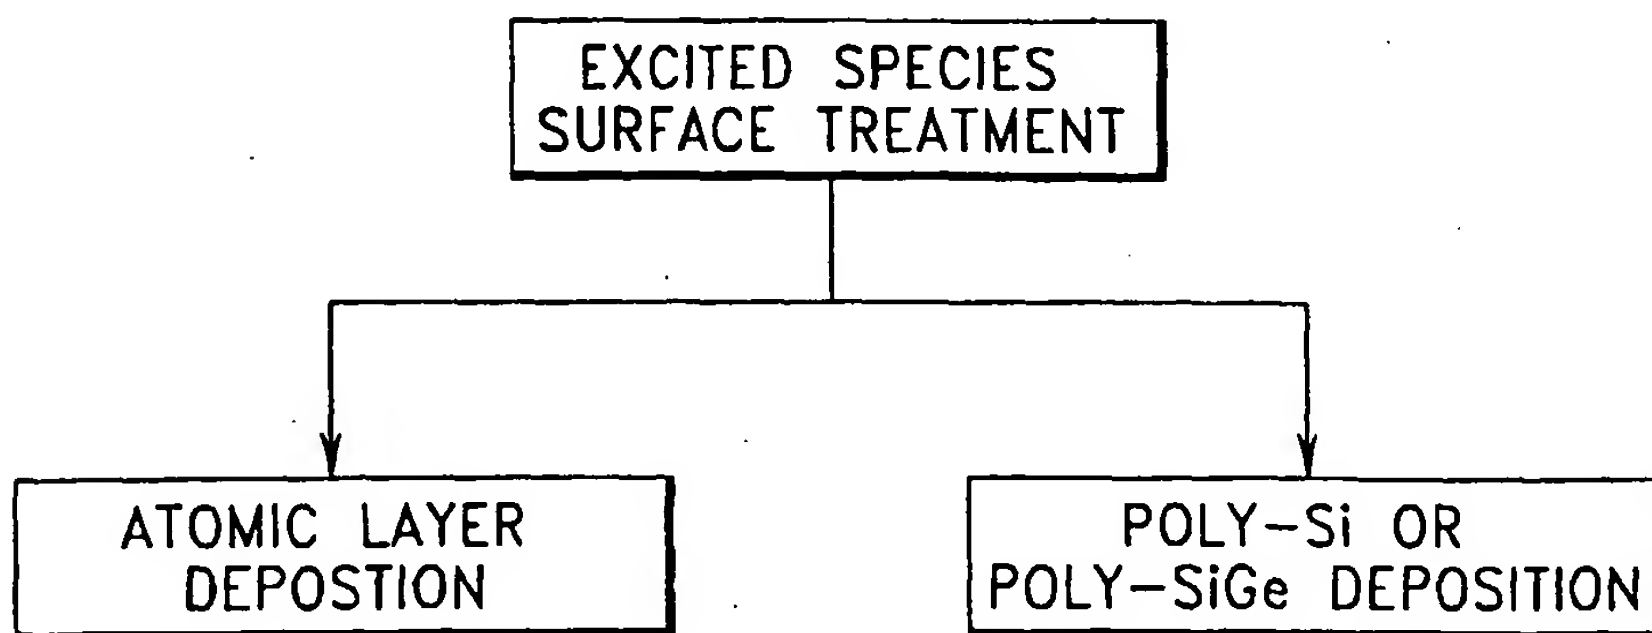 EXCITED SPECIES
SURFACE TREATMENT
ATOMIC LAYER
DEPOSTION
POLY-Si OR
POLY-SiGe DEPOSITION